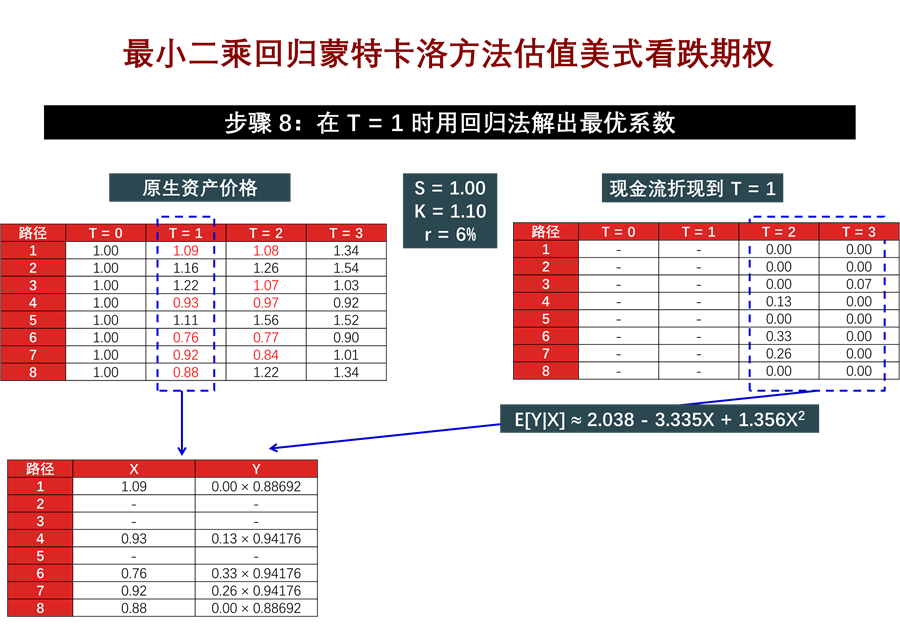 最小二乘回归蒙特卡洛方法估值美式看跌期权
步骤 8：在 T = 1 时用回归法解出最优系数
原生资产价格
S = 1.00
K = 1.10
r = 6%
现金流折现到 T = 1
路径 T = 0 T = 1 T = 2 T = 3
1 1.00 1.09 1.08 1.34
2 1.00 1.16 1.26 1.54
3 1.00 1.22 1.07 1.03
4 1.00 0.93 0.97 0.92
5 1.00 1.11 1.56 1.52
6 1.00 0.76 0.77 0.90
7 1.00 0.92 0.84 1.01
8 1.00 0.88 1.22 1.34
路径 T = 0 T = 1 T = 2 T = 3
1 - - 0.00 0.00
2 - - 0.00 0.00
3 - - 0.00 0.07
4 - - 0.13 0.00
5 - - 0.00 0.00
6 - - 0.33 0.00
7 - - 0.26 0.00
8 - - 0.00 0.00
E[Y|X] ≈ 2.038 - 3.335X + 1.356X²
路径 X Y
1 1.09 0.00 × 0.88692
2 - -
3 - -
4 0.93 0.13 × 0.94176
5 - -
6 0.76 0.33 × 0.94176
7 0.92 0.26 × 0.94176
8 0.88 0.00 × 0.88692